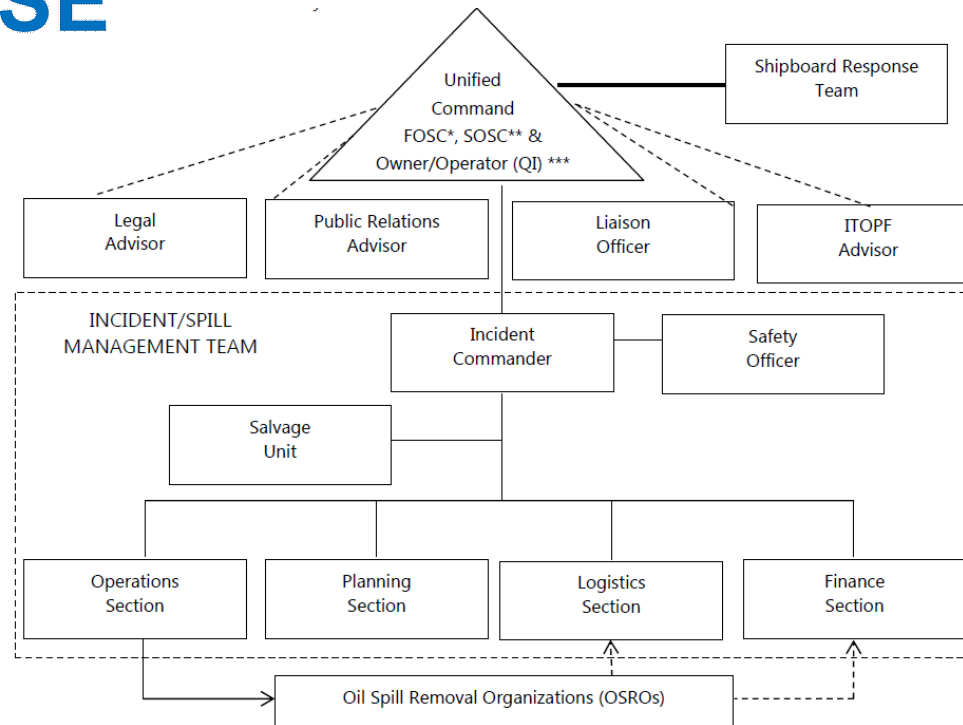 SE
Unified
Command
FOSC*, SOSC** &
Owner/Operator (QI) ***
Shipboard Response
Team
Legal
Advisor
Public Relations
Advisor
Liaison
Officer
ITOPF
Advisor
INCIDENT/SPILL
MANAGEMENT TEAM
Incident
Commander
Safety
Officer
Salvage
Unit
Operations
Section
Planning
Section
Logistics
Section
Finance
Section
Oil Spill Removal Organizations (OSROs)